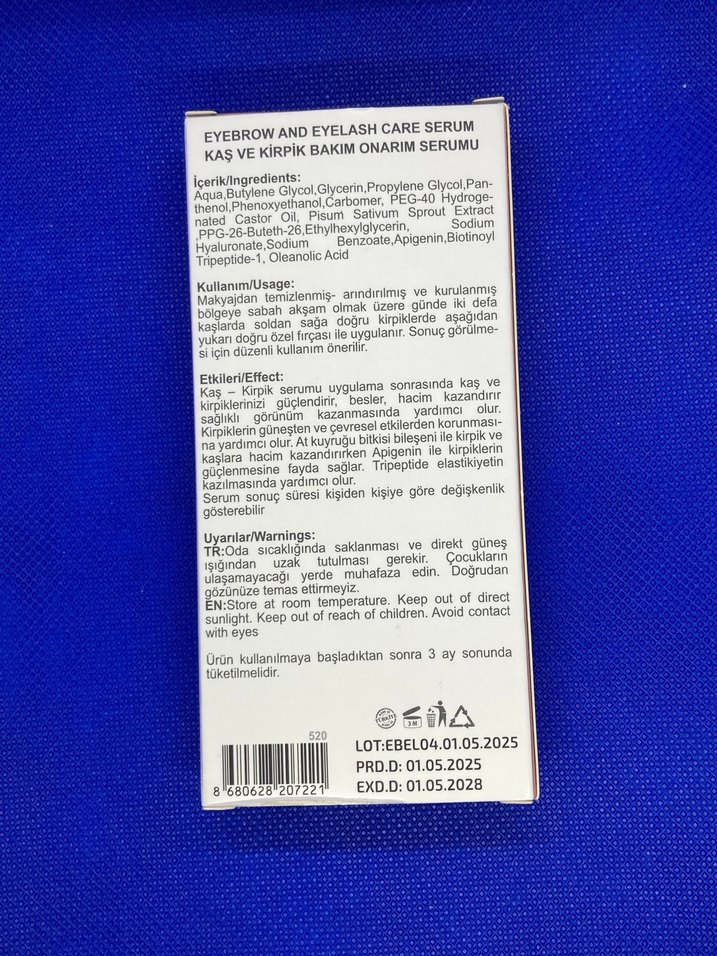 EYEBROW AND EYELASH CARE SERUM
KAŞ VE KİRPİK BAKIM ONARIM SERUMU
İçerik/Ingredients:
Aqua,Butylene Glycol,Glycerin,Propylene Glycol,Pan-
thenol,Phenoxyethanol,Carbomer, PEG-40 Hydroge-
nated Castor Oil, Pisum Sativum Sprout Extract
,PPG-26-Buteth-26,Ethylhexylglycerin, Sodium
Hyaluronate,Sodium Benzoate,Apigenin,Biotinoyl
Tripeptide-1, Oleanolic Acid
Kullanım/Usage:
Makyajdan temizlenmiş- arındırılmış ve kurulanmış
bölgeye sabah akşam olmak üzere günde iki defa
kaşlarda soldan sağa doğru kirpiklerde aşağıdan
yukarı doğru özel fırçası ile uygulanır. Sonuç görülme-
si için düzenli kullanım önerilir.
Etkileri/Effect:
Kaş – Kirpik serumu uygulama sonrasında kaş ve
kirpiklerinizi güçlendirir, besler, hacim kazandırır
sağlıklı görünüm kazanmasında yardımcı olur.
Kirpiklerin güneşten ve çevresel etkilerden korunması-
na yardımcı olur. At kuyruğu bitkisi bileşeni ile kirpik ve
kaşlara hacim kazandırırken Apigenin ile kirpiklerin
güçlenmesine fayda sağlar. Tripeptide elastikiyetin
kazılmasında yardımcı olur.
Serum sonuç süresi kişiden kişiye göre değişkenlik
gösterebilir
Uyarılar/Warnings:
TR:Oda sıcaklığında saklanması ve direkt güneş
ışığından uzak tutulması gerekir. Çocukların
ulaşamayacağı yerde muhafaza edin. Doğrudan
gözünüze temas ettirmeyiz.
EN:Store at room temperature. Keep out of direct
sunlight. Keep out of reach of children. Avoid contact
with eyes
Ürün kullanılmaya başladıktan sonra 3 ay sonunda
tüketilmelidir.
TÜRKİYE
3 M
520
LOT:EBEL04.01.05.2025
PRD.D: 01.05.2025
EXD.D: 01.05.2028
8 680628 207221